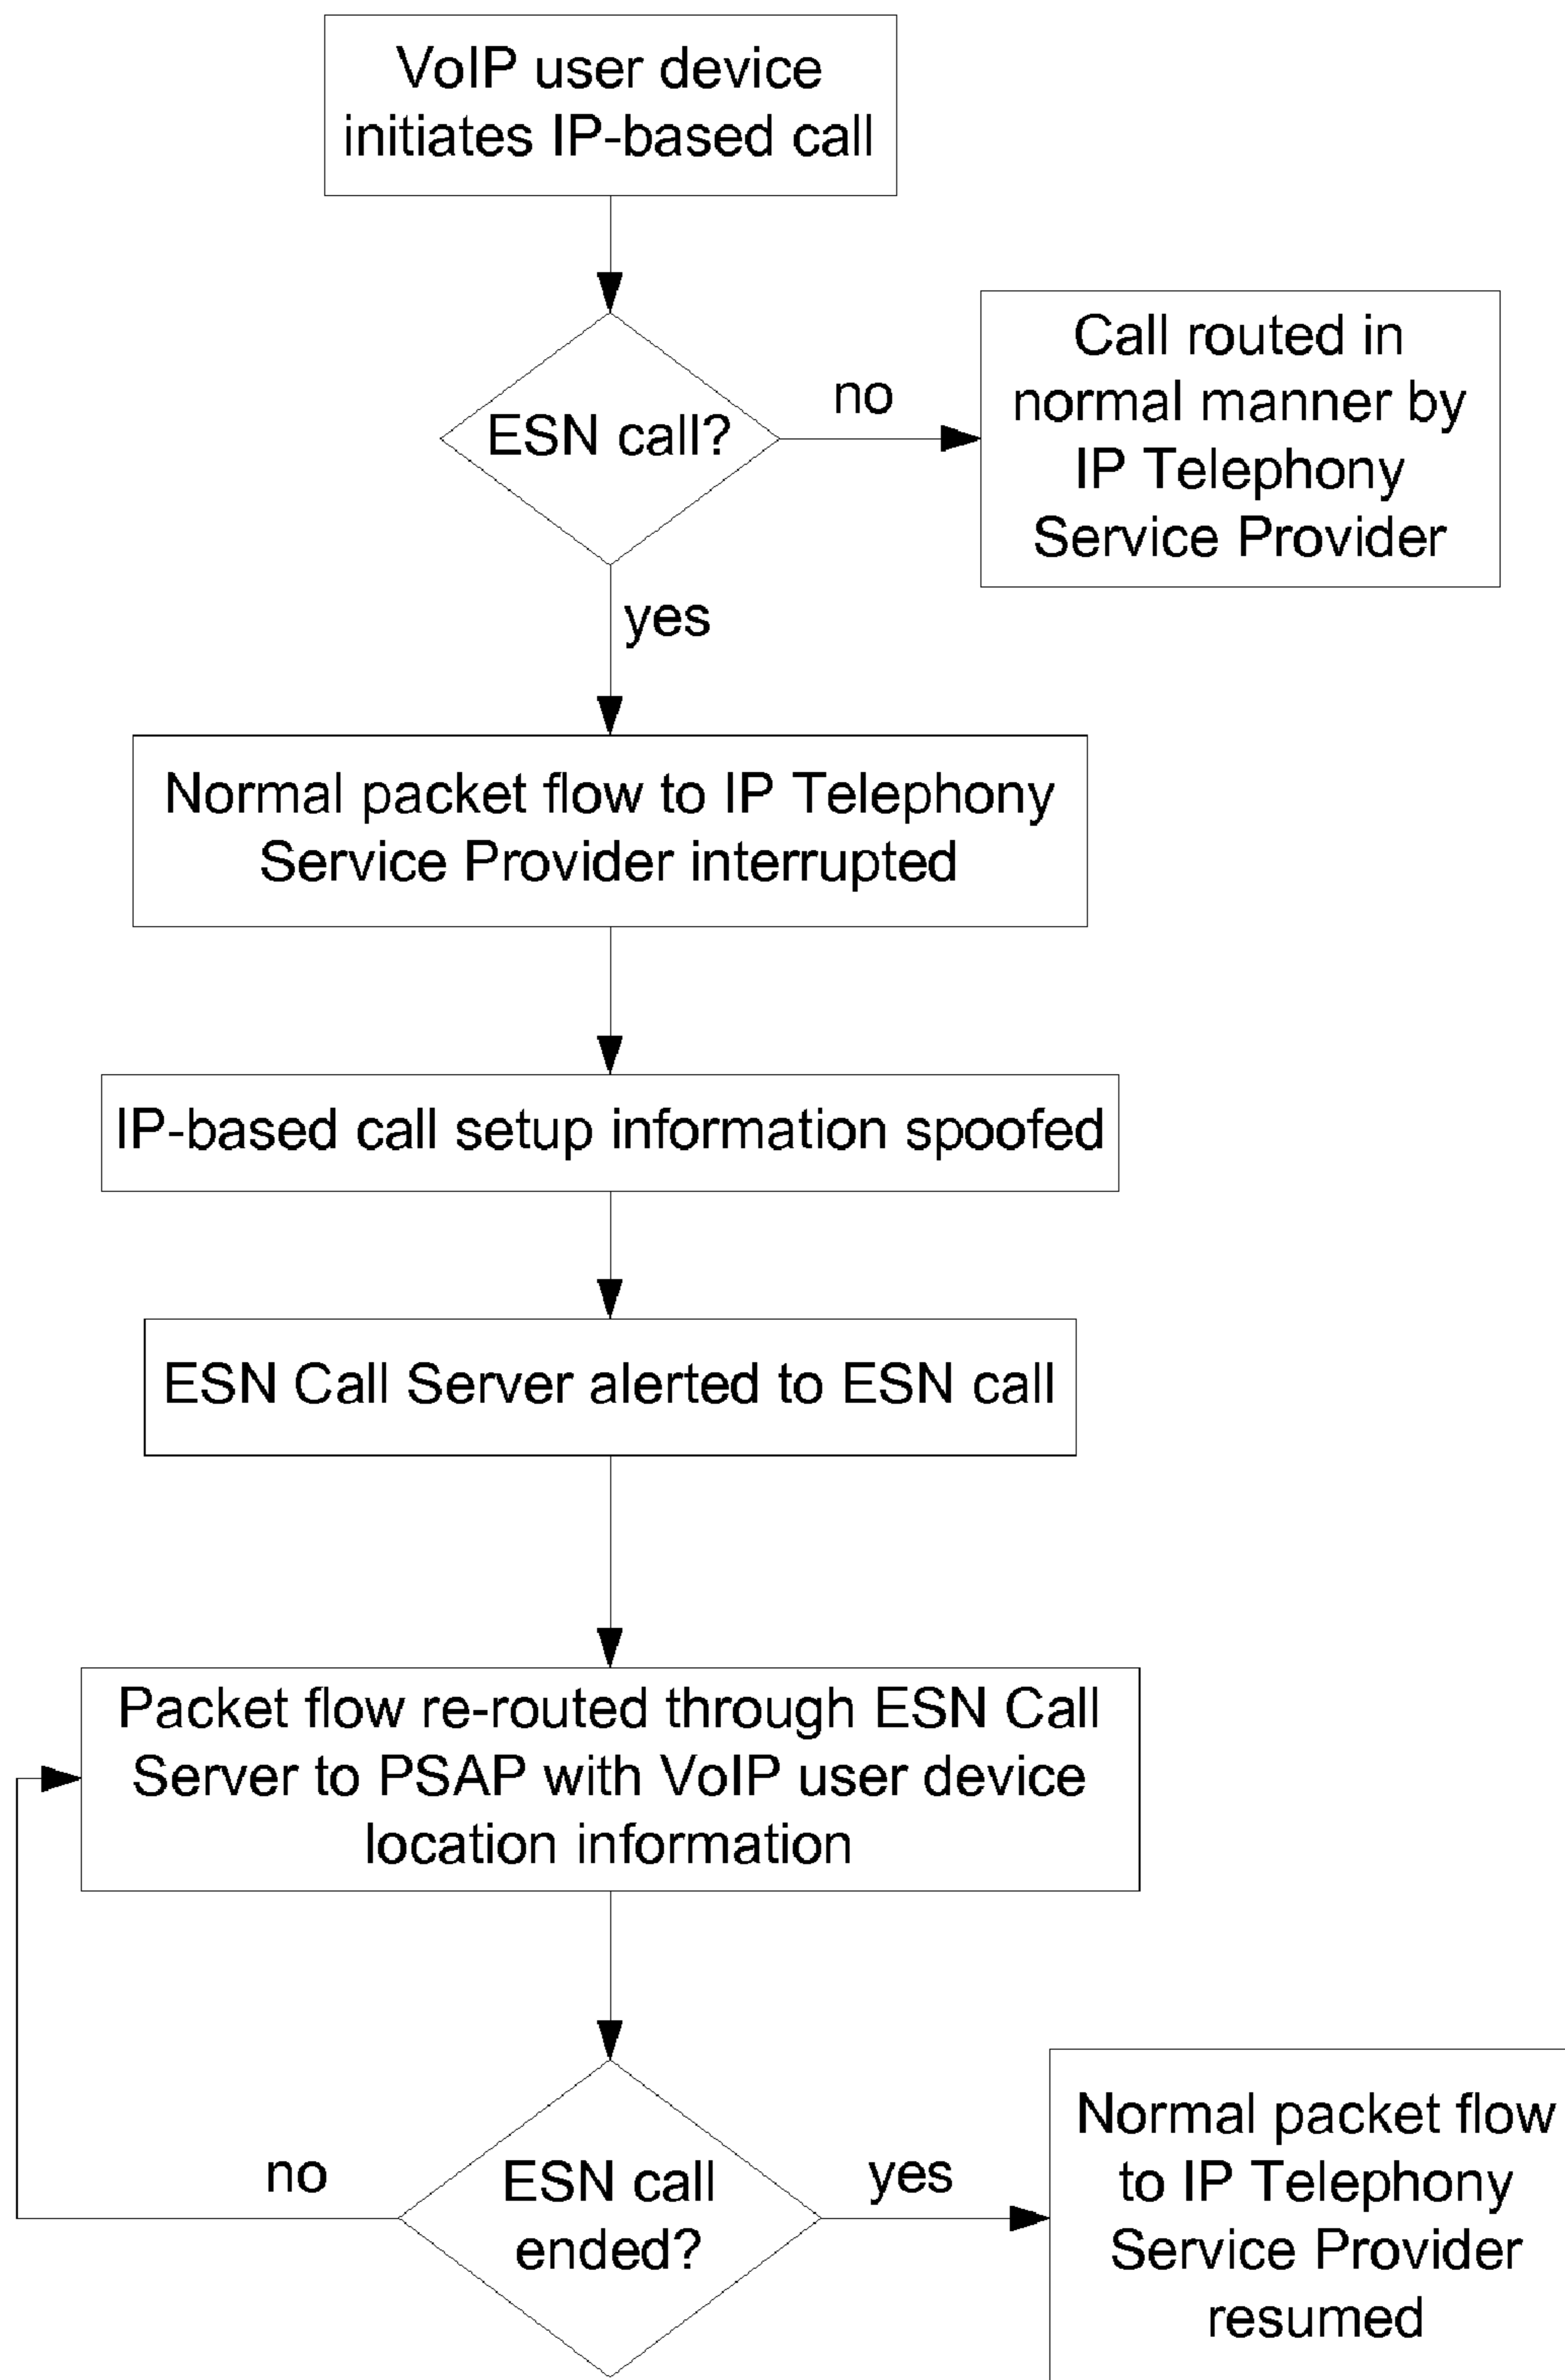 VoIP user device
initiates IP-based call
ESN call?
no
Call routed in
normal manner by
IP Telephony
Service Provider
yes
Normal packet flow to IP Telephony
Service Provider interrupted
IP-based call setup information spoofed
ESN Call Server alerted to ESN call
Packet flow re-routed through ESN Call
Server to PSAP with VoIP user device
location information
no
ESN call
ended?
yes
Normal packet flow
to IP Telephony
Service Provider
resumed